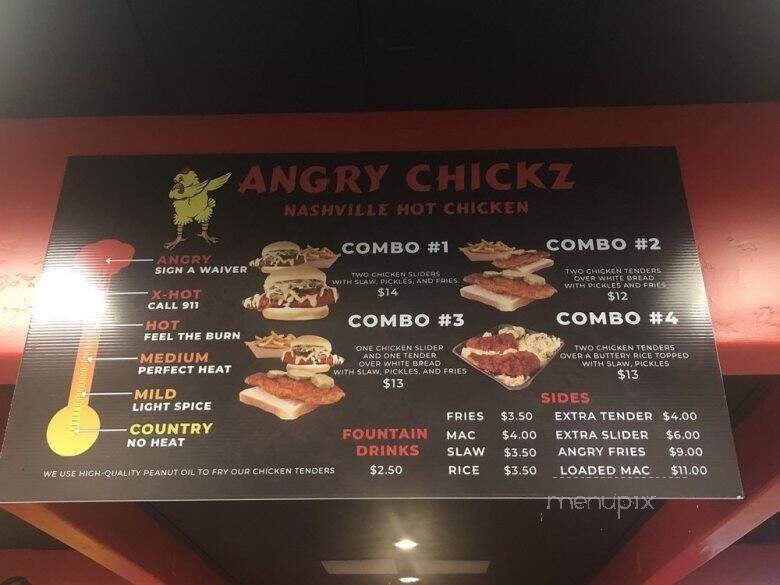 ANGRY CHICKZ
NASHVILLE HOT CHICKEN
ANGRY
SIGN A WAIVER
X-HOT
CALL 911
HOT
FEEL THE BURN
MEDIUM
PERFECT HEAT
MILD
LIGHT SPICE
COUNTRY
NO HEAT
WE USE HIGH-QUALITY PEANUT OIL TO FRY OUR CHICKEN TENDERS
COMBO #1
TWO CHICKEN SLIDERS
WITH SLAW, PICKLES, AND FRIES.
$14
COMBO #2
TWO CHICKEN TENDERS
OVER WHITE BREAD
WITH PICKLES AND FRIES
$12
COMBO #3
ONE CHICKEN SLIDER
AND ONE TENDER
OVER WHITE BREAD
WITH SLAW, PICKLES, AND FRIES
$13
COMBO #4
TWO CHICKEN TENDERS
OVER A BUTTERY RICE TOPPED
WITH SLAW, PICKLES
$13
FOUNTAIN
DRINKS
$2.50
SIDES
FRIES $3.50 EXTRA TENDER $4.00
MAC $4.00 EXTRA SLIDER $6.00
SLAW $3.50 ANGRY FRIES $9.00
RICE $3.50 LOADED MAC $11.00
menupix